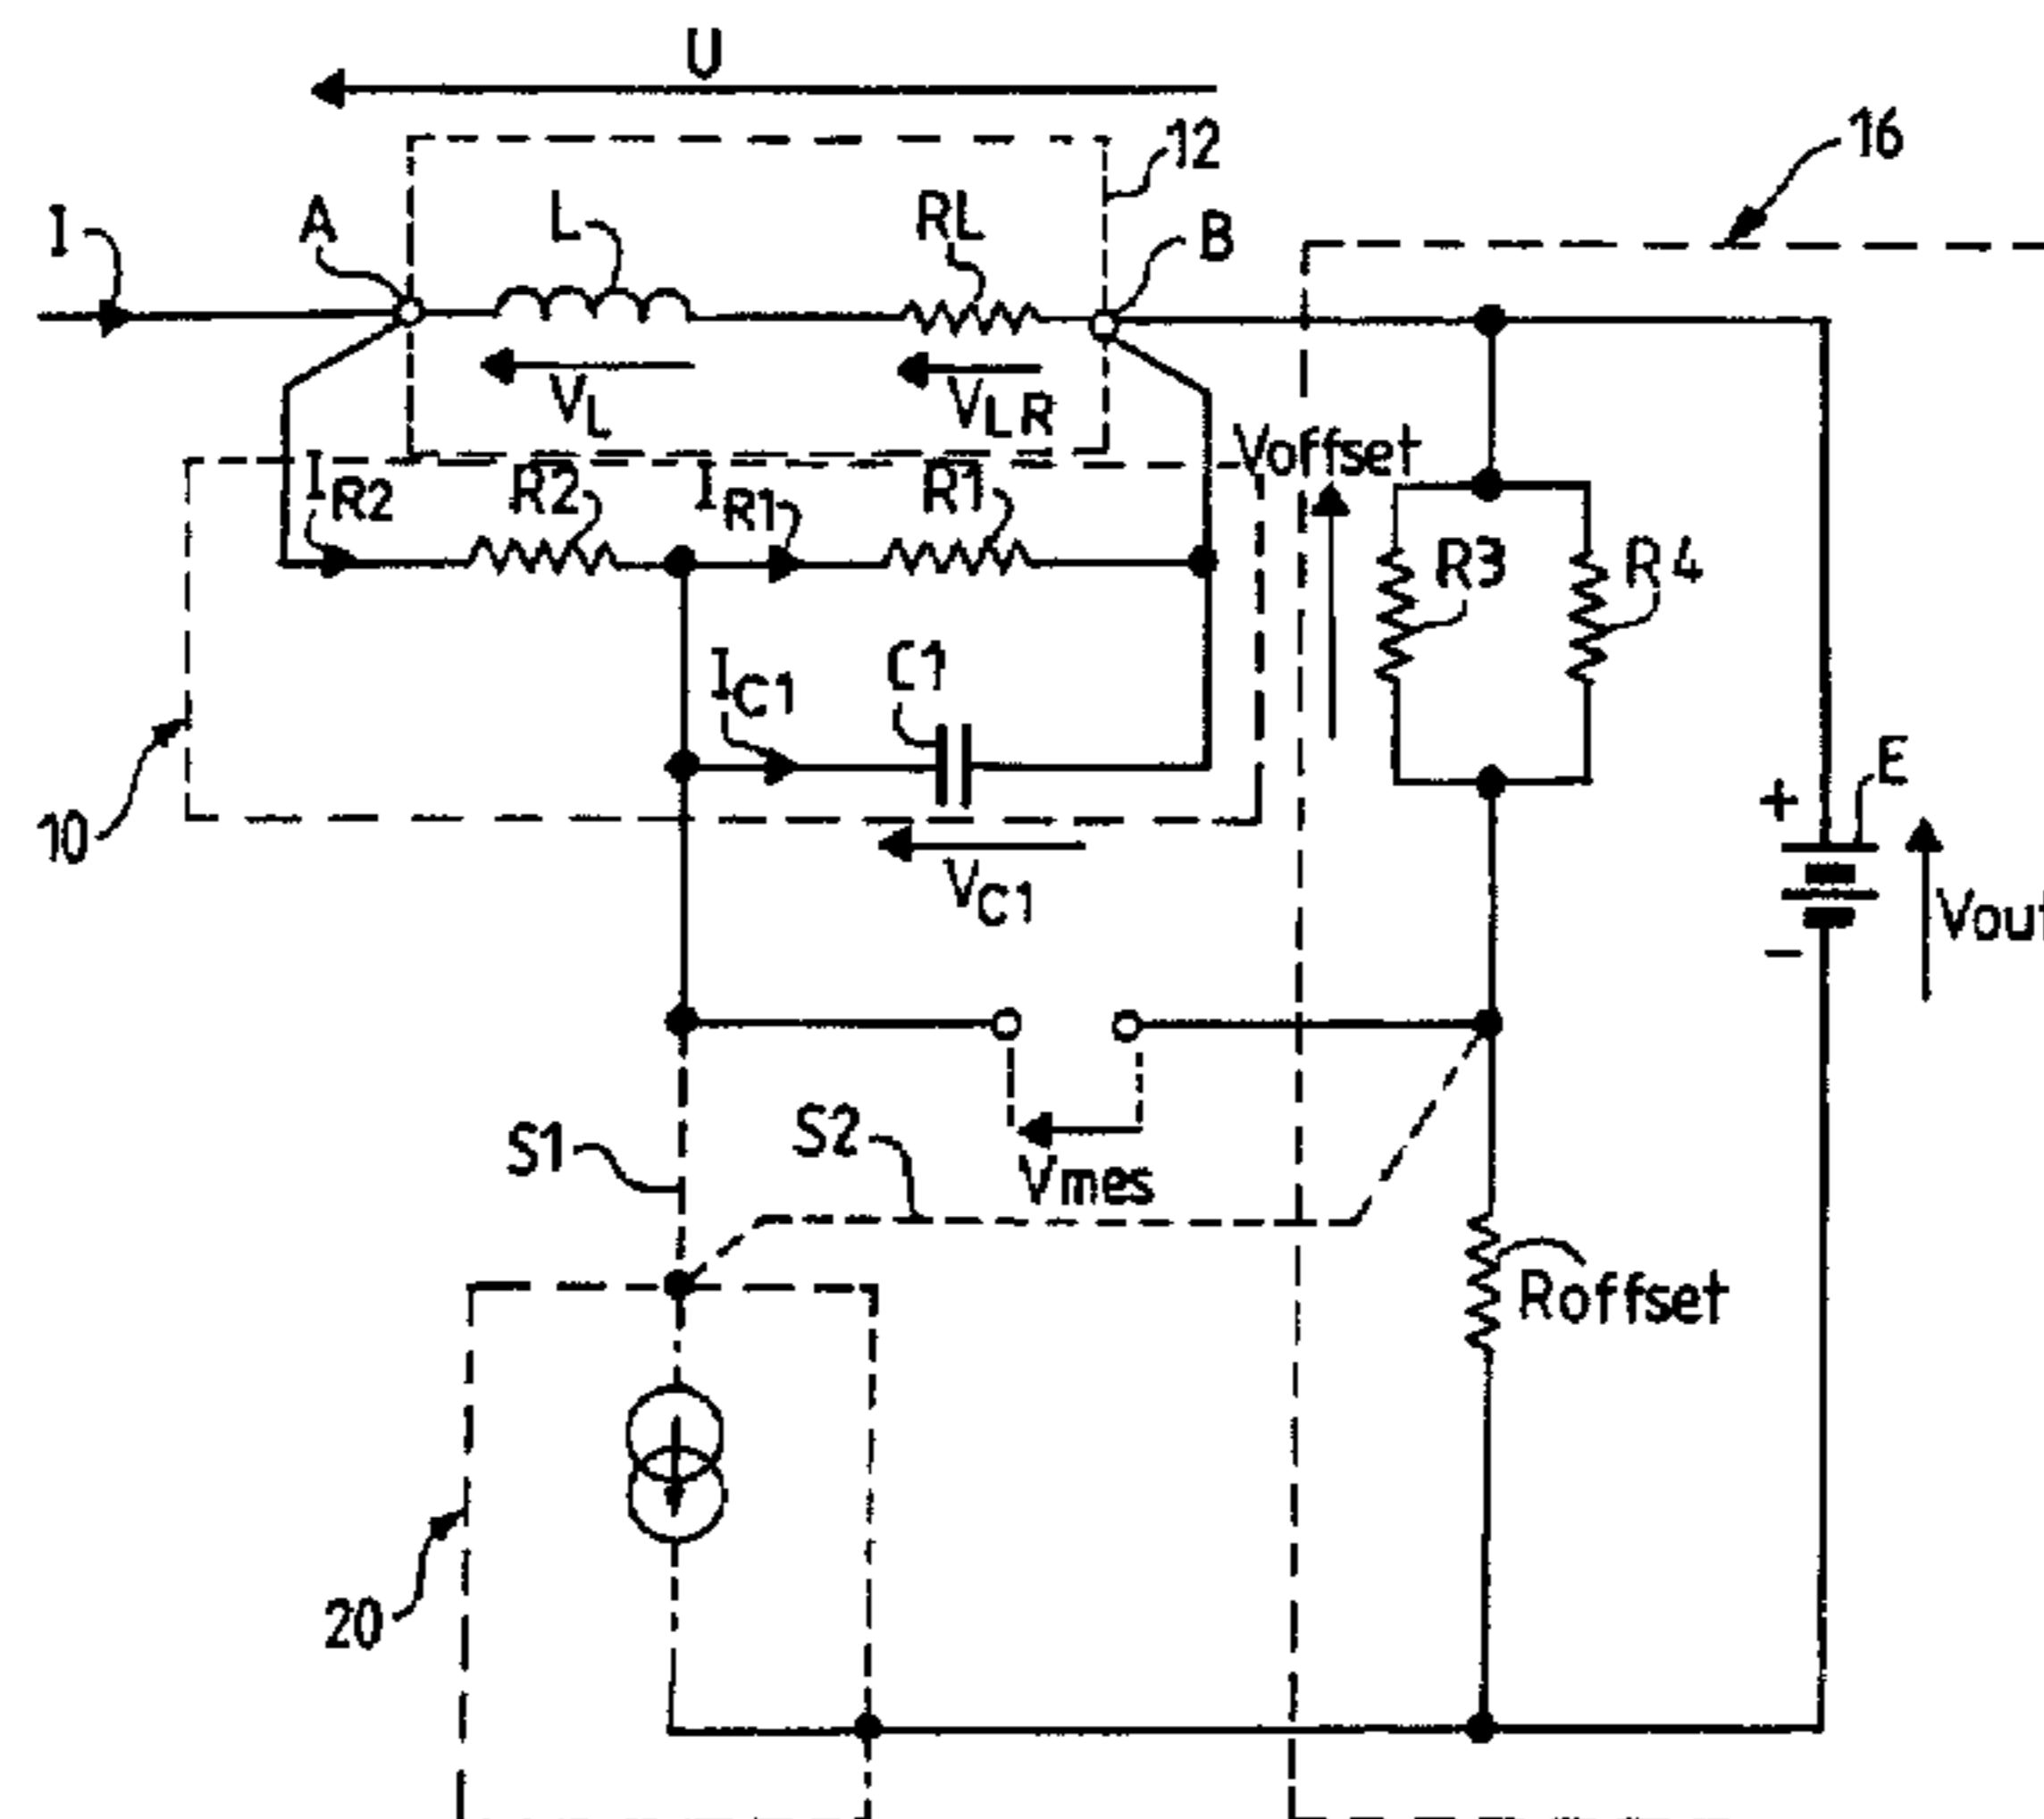 U
12
16
I
A
L
RL
B
VL
VLR
Voffset
IR2
R2
IR1
R1
R3
R4
IC1
C1
10
VC1
+
E
-
S1
S2
Vmes
Roffset
20